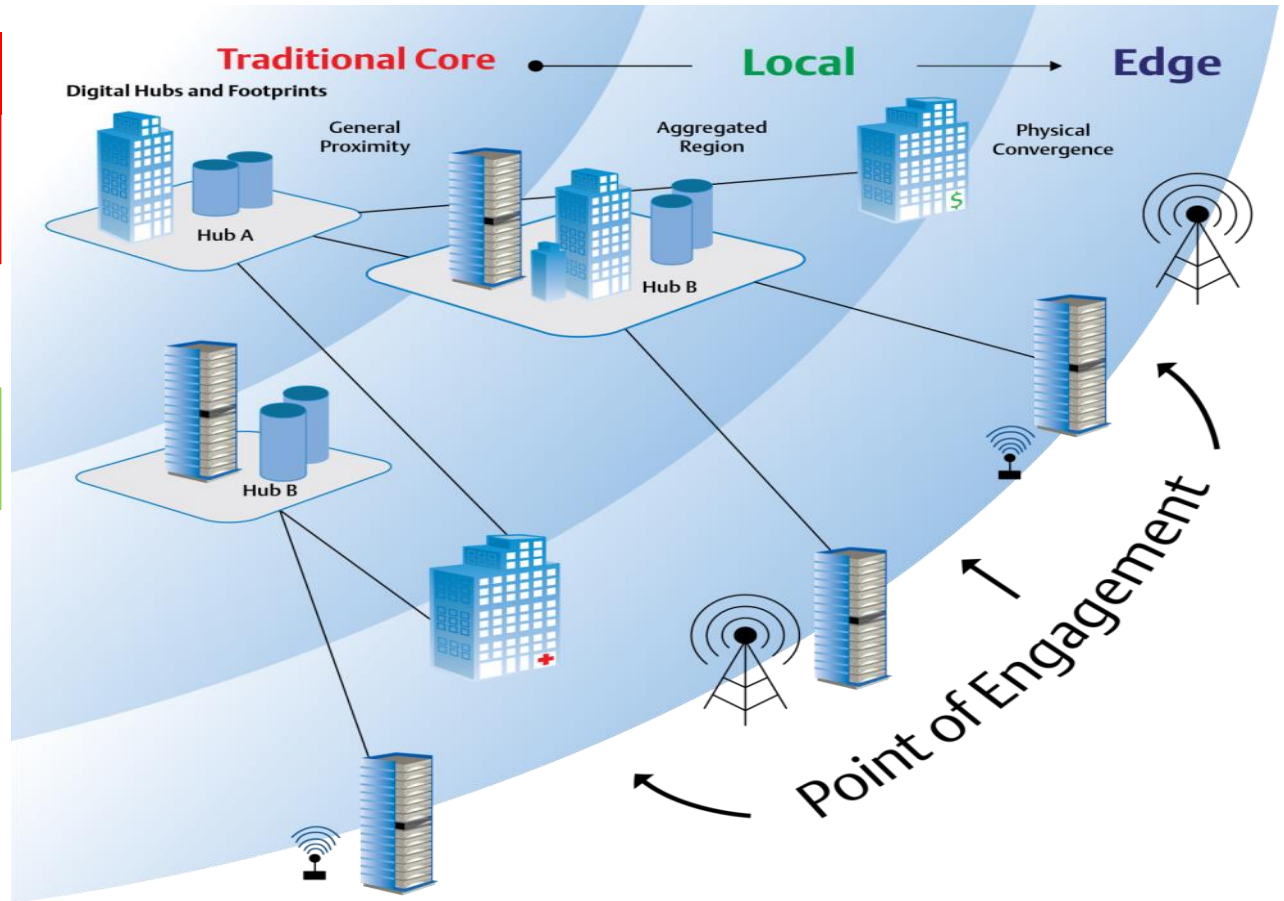 Traditional Core
Local
Edge
Digital Hubs and Footprints
General
Proximity
Aggregated
Region
Physical
Convergence
$
Hub A
Hub B
Hub B
Point of Engagement